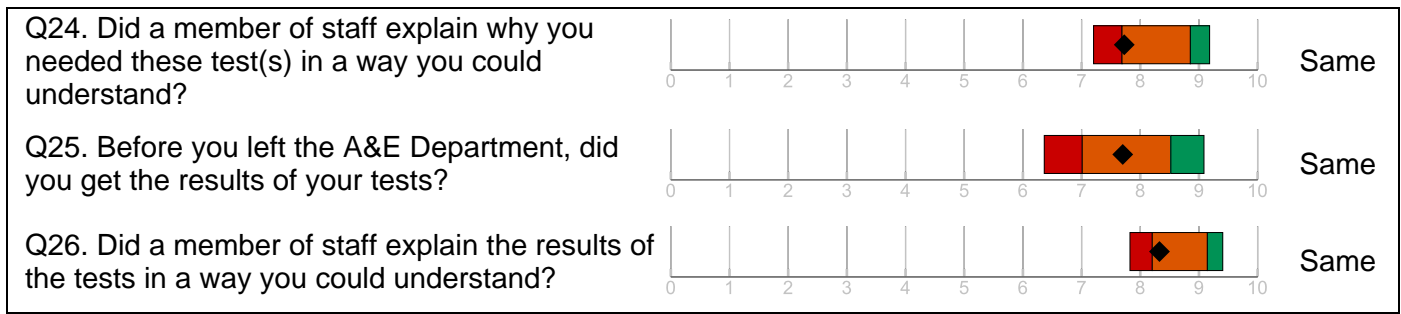 Q24. Did a member of staff explain why you
needed these test(s) in a way you could
understand?
0 1 2 3 4 5 6 7 8 9 10
Same
Q25. Before you left the A&E Department, did
you get the results of your tests?
0 1 2 3 4 5 6 7 8 9 10
Same
Q26. Did a member of staff explain the results of
the tests in a way you could understand?
0 1 2 3 4 5 6 7 8 9 10
Same